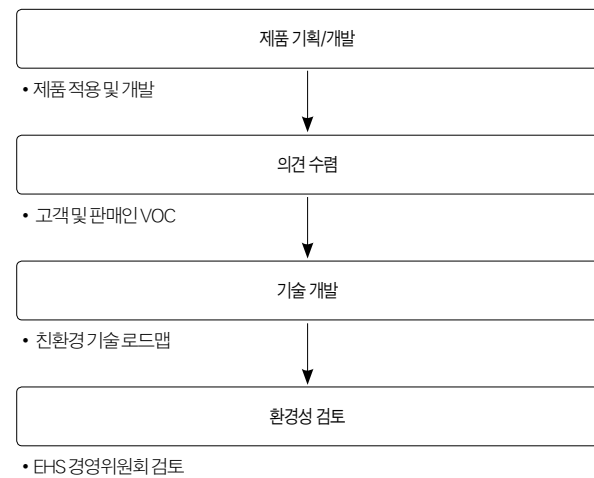 제품 기획/개발
• 제품 적용 및 개발
의견 수렴
• 고객 및 판매인 VOC
기술 개발
• 친환경 기술 로드맵
환경성 검토
• EHS 경영위원회 검토